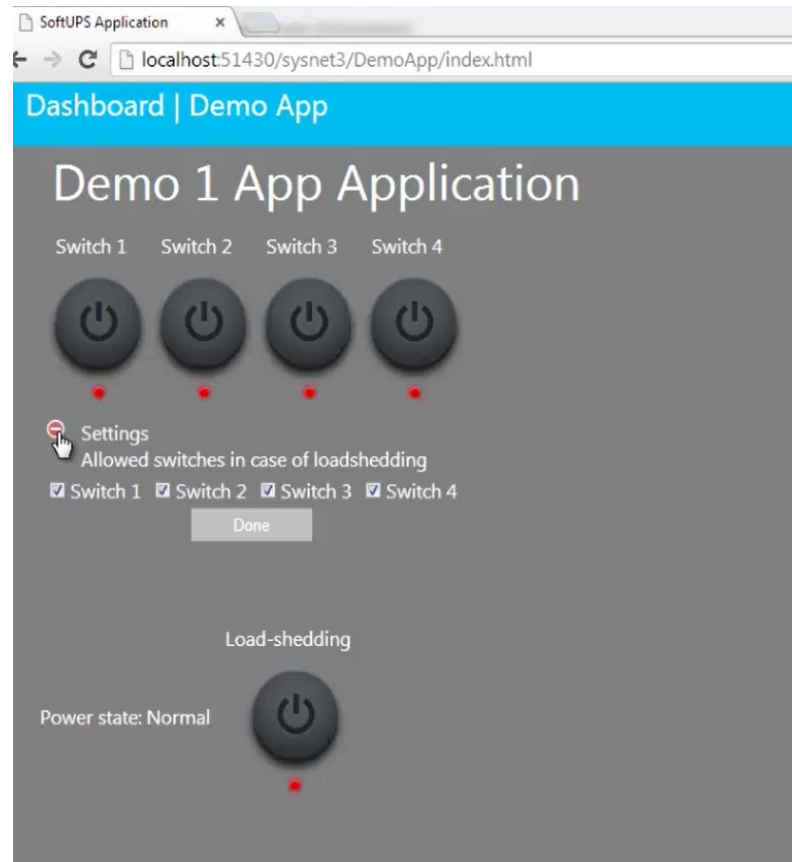 SoftUPS Application
localhost:51430/sysnet3/DemoApp/index.html
Dashboard | Demo App
Demo 1 App Application
Switch 1 Switch 2 Switch 3 Switch 4
Settings
Allowed switches in case of loadshedding
Switch 1 Switch 2 Switch 3 Switch 4
Done
Load-shedding
Power state: Normal